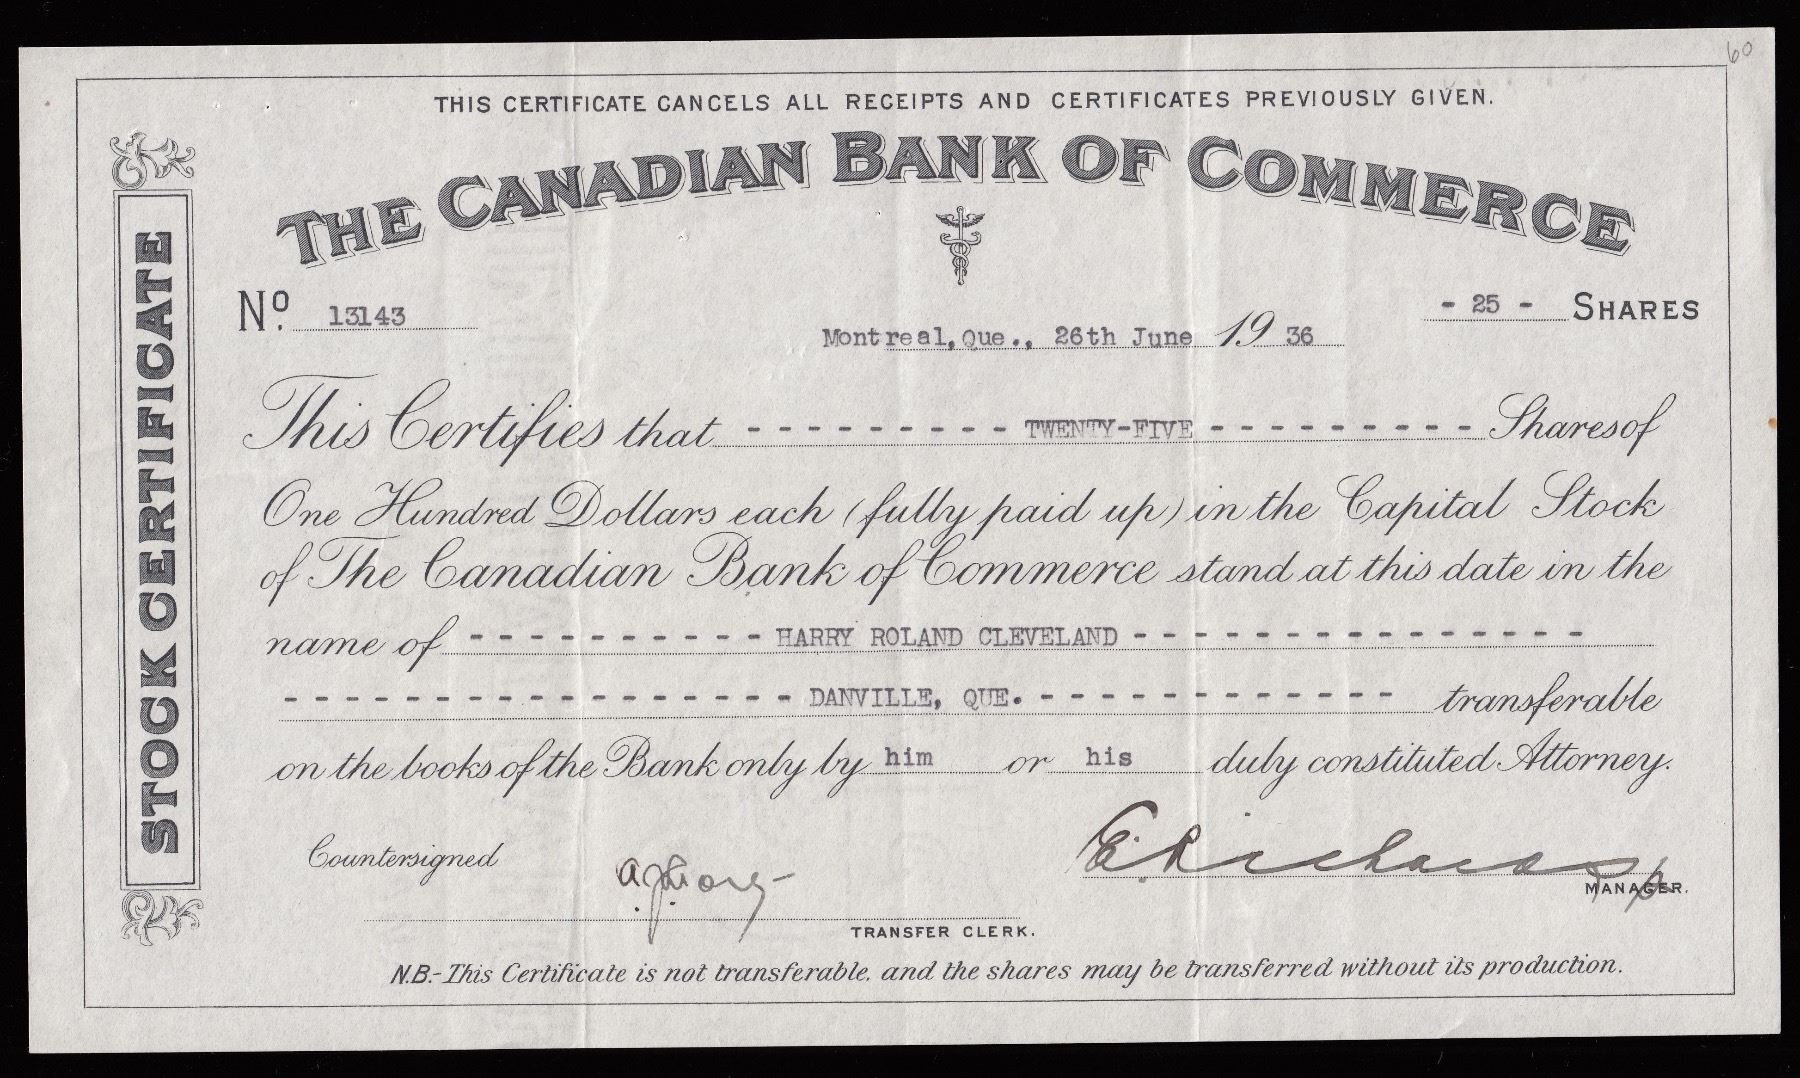 60
THIS CERTIFICATE CANCELS ALL RECEIPTS AND CERTIFICATES PREVIOUSLY GIVEN.
THE CANADIAN BANK OF COMMERCE
STOCK CERTIFICATE
Nº. 13143
- 25 - SHARES
Montreal, Que., 26th June 19 36
This Certifies that - - - - - - - - - TWENTY-FIVE - - - - - - - - - Shares of
One Hundred Dollars each (fully paid up) in the Capital Stock
of The Canadian Bank of Commerce stand at this date in the
name of - - - - - - - - - - HARRY ROLAND CLEVELAND - - - - - - - - - - - - - - -
- - - - - - - - - - - - - - - - - DANVILLE, QUE. - - - - - - - - - - - - transferable
on the books of the Bank only by him or his duly constituted Attorney.
Countersigned
E. Richards
MANAGER.
TRANSFER CLERK.
N.B.- This Certificate is not transferable. and the shares may be transferred without its production.